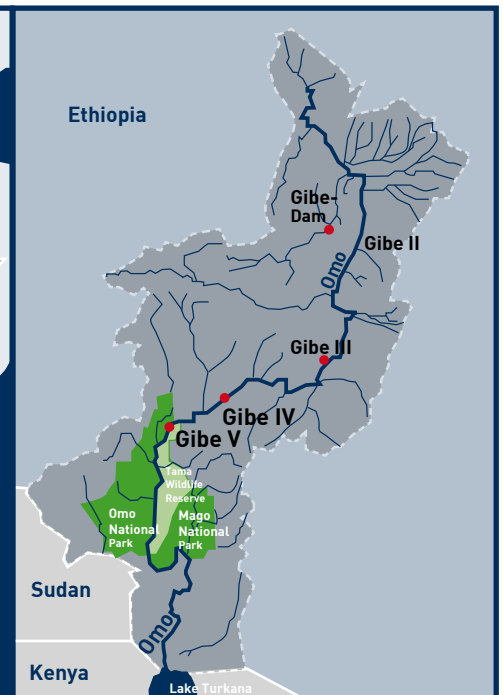 Ethiopia
Gibe-
Dam
Gibe II
Omo
Gibe III
Gibe IV
Gibe V
Tama
Wildlife
Reserve
Omo
National
Park
Mago
National
Park
Sudan
Omo
Kenya
Lake Turkana